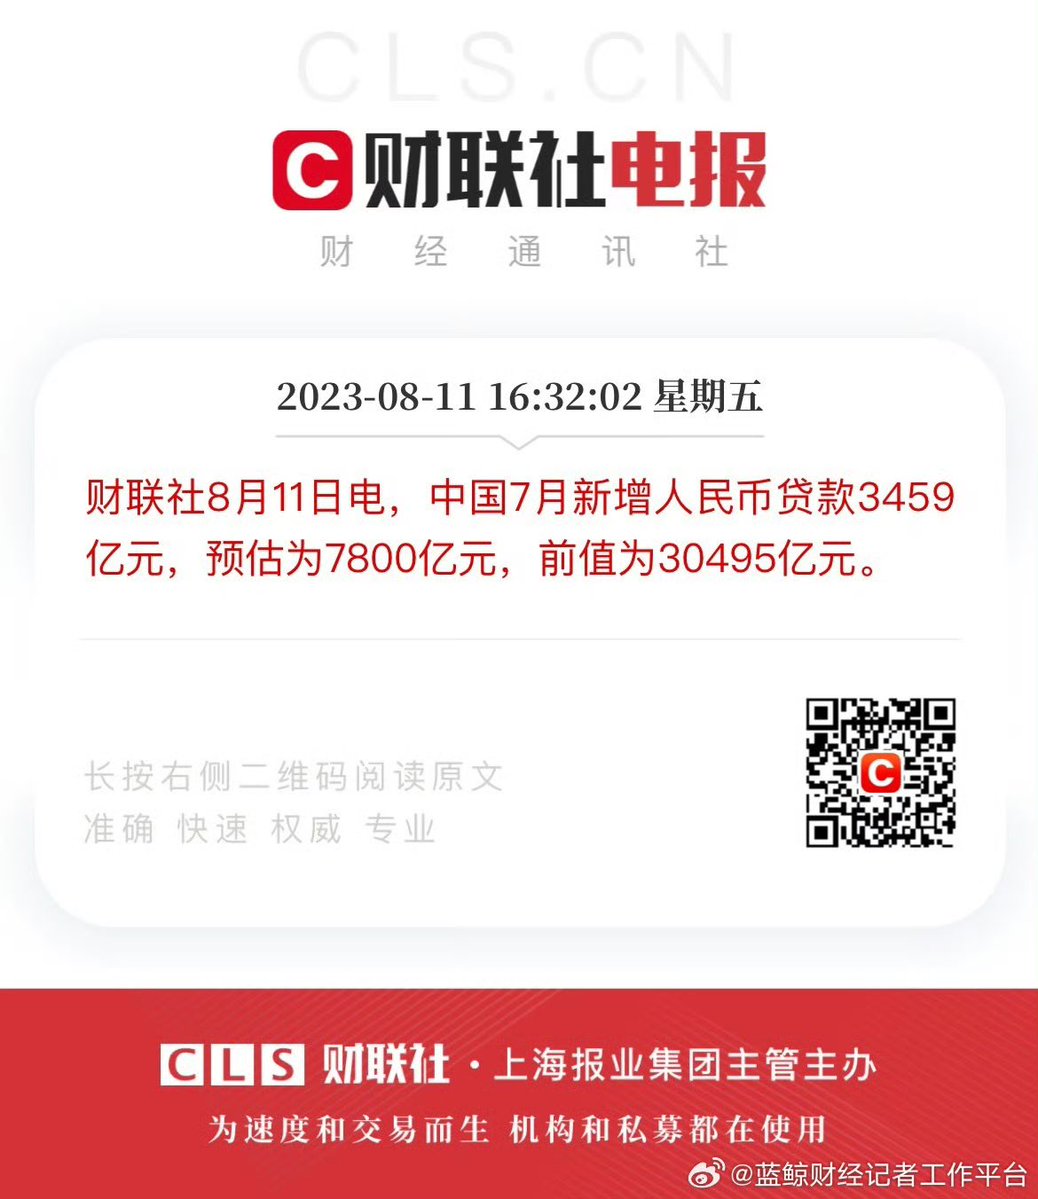 CLS.CN
C 财联社电报
财经通讯社
2023-08-11 16:32:02 星期五
财联社8月11日电，中国7月新增人民币贷款3459
亿元，预估为7800亿元，前值为30495亿元。
长按右侧二维码阅读原文
准确 快速 权威 专业
C
CLS 财联社·上海报业集团主管主办
为速度和交易而生 机构和私募都在使用
@蓝鲸财经记者工作平台